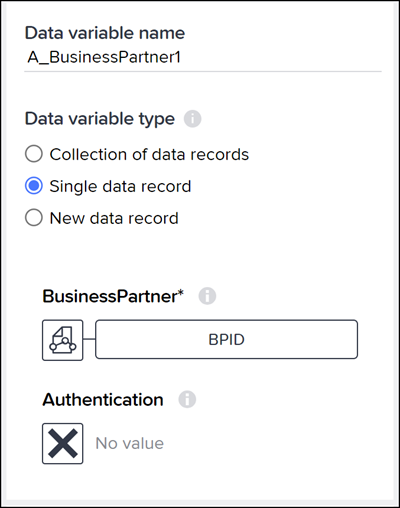 Data variable name
A_BusinessPartner1
Data variable type
Collection of data records
Single data record
New data record
BusinessPartner*
BPID
Authentication
No value